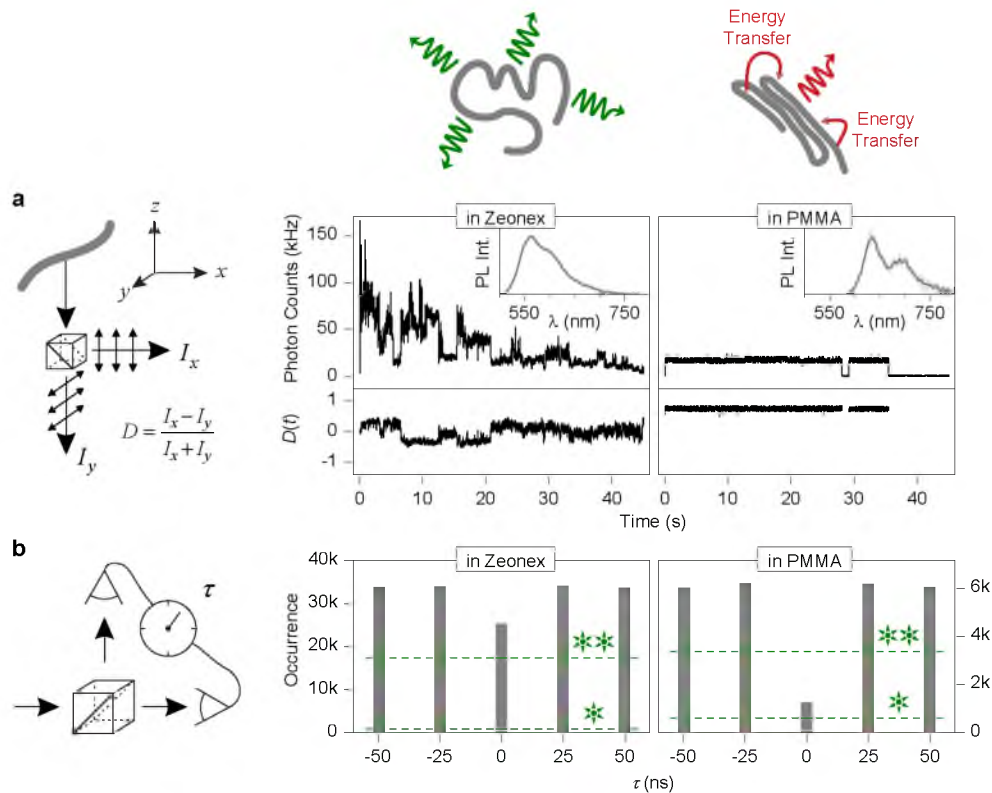 Energy
Transfer
Energy
Transfer
a
z
x
y
I_x
I_y
D = (I_x − I_y) / (I_x + I_y)
in Zeonex
in PMMA
Photon Counts (kHz)
150
100
50
0
PL Int.
550 750
λ (nm)
PL Int.
550 750
λ (nm)
D(t)
1
0
-1
0 10 20 30 40 0 10 20 30 40
Time (s)
b
τ
in Zeonex
in PMMA
Occurrence
40k
30k
20k
10k
0
6k
4k
2k
0
-50 -25 0 25 50 -50 -25 0 25 50
τ (ns)